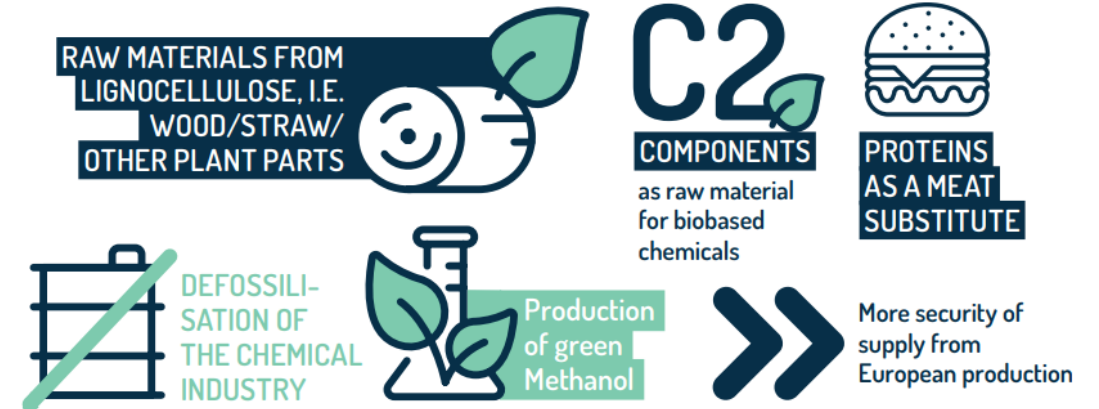 RAW MATERIALS FROM
LIGNOCELLULOSE, I.E.
WOOD/STRAW/
OTHER PLANT PARTS
C2
COMPONENTS
as raw material
for biobased
chemicals
PROTEINS
AS A MEAT
SUBSTITUTE
DEFOSSILI-
SATION OF
THE CHEMICAL
INDUSTRY
Production
of green
Methanol
More security of
supply from
European production